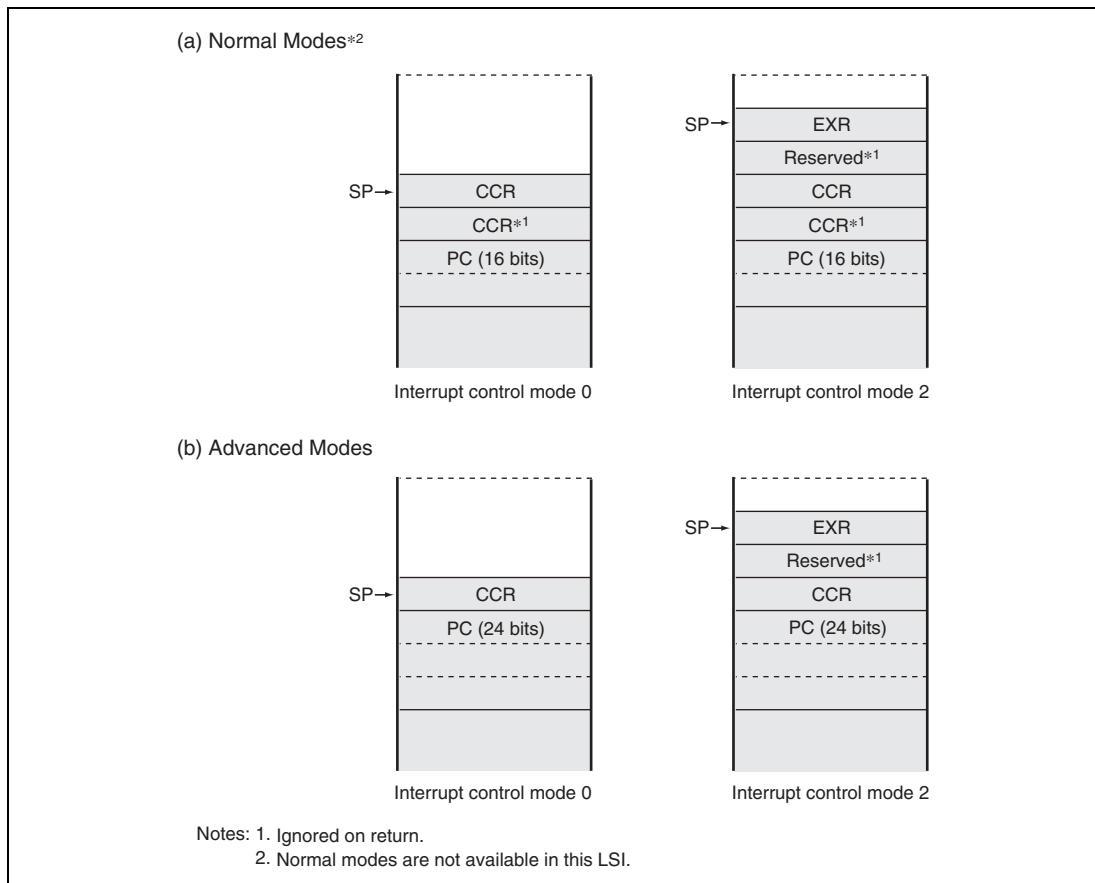 (a) Normal Modes*2
SP
CCR
CCR*1
PC (16 bits)
Interrupt control mode 0
SP
EXR
Reserved*1
CCR
CCR*1
PC (16 bits)
Interrupt control mode 2
(b) Advanced Modes
SP
CCR
PC (24 bits)
Interrupt control mode 0
SP
EXR
Reserved*1
CCR
PC (24 bits)
Interrupt control mode 2
Notes: 1. Ignored on return.
2. Normal modes are not available in this LSI.